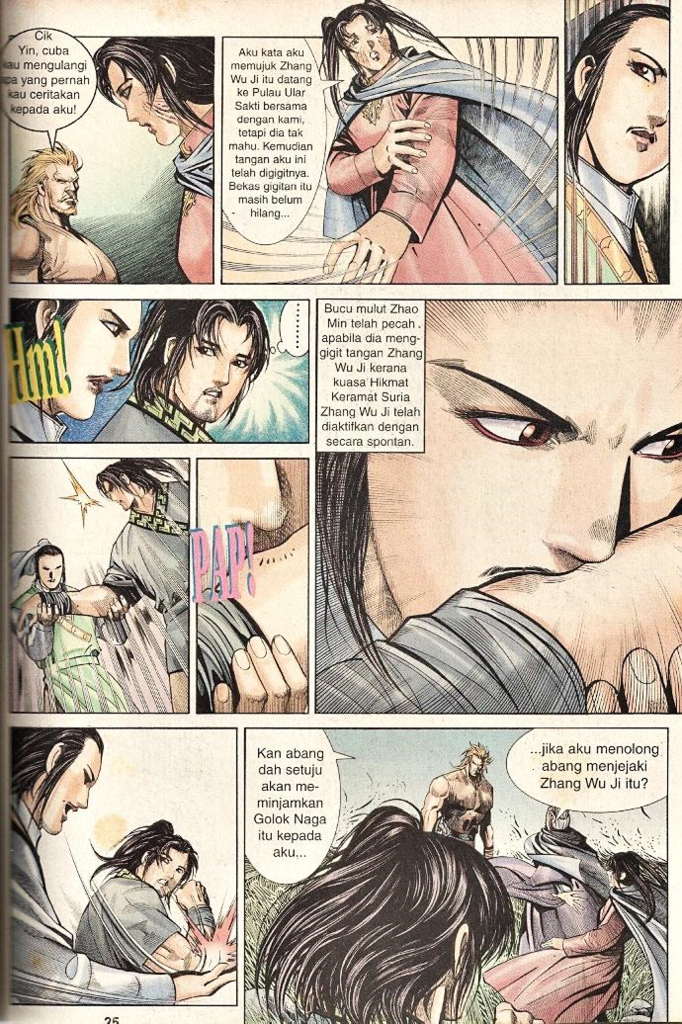 Cik
Yin, cuba
kau mengulangi
apa yang pernah
kau ceritakan
kepada aku!
Aku kata aku
memujuk Zhang
Wu Ji itu datang
ke Pulau Ular
Sakti bersama
dengan kami,
tetapi dia tak
mahu. Kemudian
tangan aku ini
telah digigitnya.
Bekas gigitan itu
masih belum
hilang...
Hm!
......
Bucu mulut Zhao
Min telah pecah.
apabila dia meng-
gigit tangan Zhang
Wu Ji kerana
kuasa Hikmat
Keramat Suria
Zhang Wu Ji telah
diaktifkan dengan
secara spontan.
PAP!
Kan abang
dah setuju
akan me-
minjamkan
Golok Naga
itu kepada
aku,..
...jika aku menolong
abang menjejaki
Zhang Wu Ji itu?
25